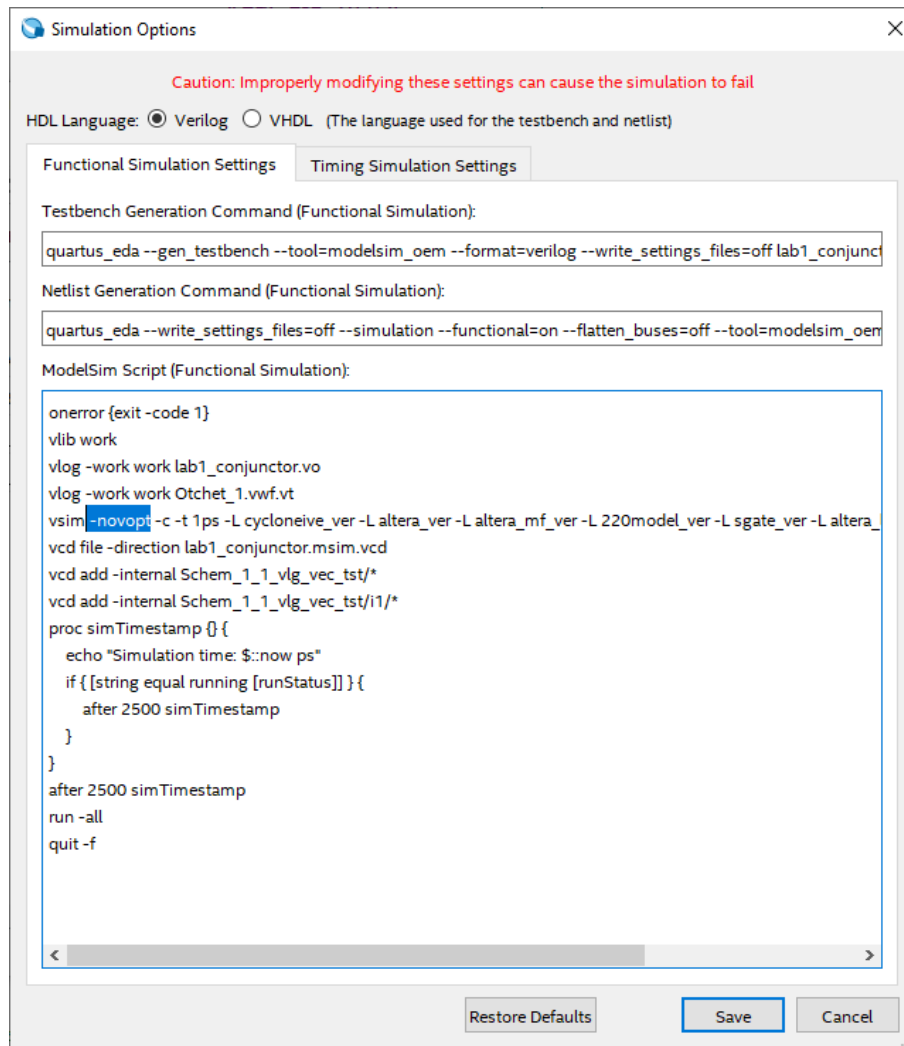 Simulation Options
Caution: Improperly modifying these settings can cause the simulation to fail
HDL Language: Verilog VHDL (The language used for the testbench and netlist)
Functional Simulation Settings Timing Simulation Settings
Testbench Generation Command (Functional Simulation):
quartus_eda --gen_testbench --tool=modelsim_oem --format=verilog --write_settings_files=off lab1_conjunct
Netlist Generation Command (Functional Simulation):
quartus_eda --write_settings_files=off --simulation --functional=on --flatten_buses=off --tool=modelsim_oem
ModelSim Script (Functional Simulation):
onerror {exit -code 1}
vlib work
vlog -work work lab1_conjunctor.vo
vlog -work work Otchet_1.vwf.vt
vsim -novopt -c -t 1ps -L cycloneive_ver -L altera_ver -L altera_mf_ver -L 220model_ver -L sgate_ver -L altera_
vcd file -direction lab1_conjunctor.msim.vcd
vcd add -internal Schem_1_1_vlg_vec_tst/*
vcd add -internal Schem_1_1_vlg_vec_tst/i1/*
proc simTimestamp {} {
echo "Simulation time: $::now ps"
if { [string equal running [runStatus]] } {
after 2500 simTimestamp
}
}
after 2500 simTimestamp
run -all
quit -f
Restore Defaults Save Cancel